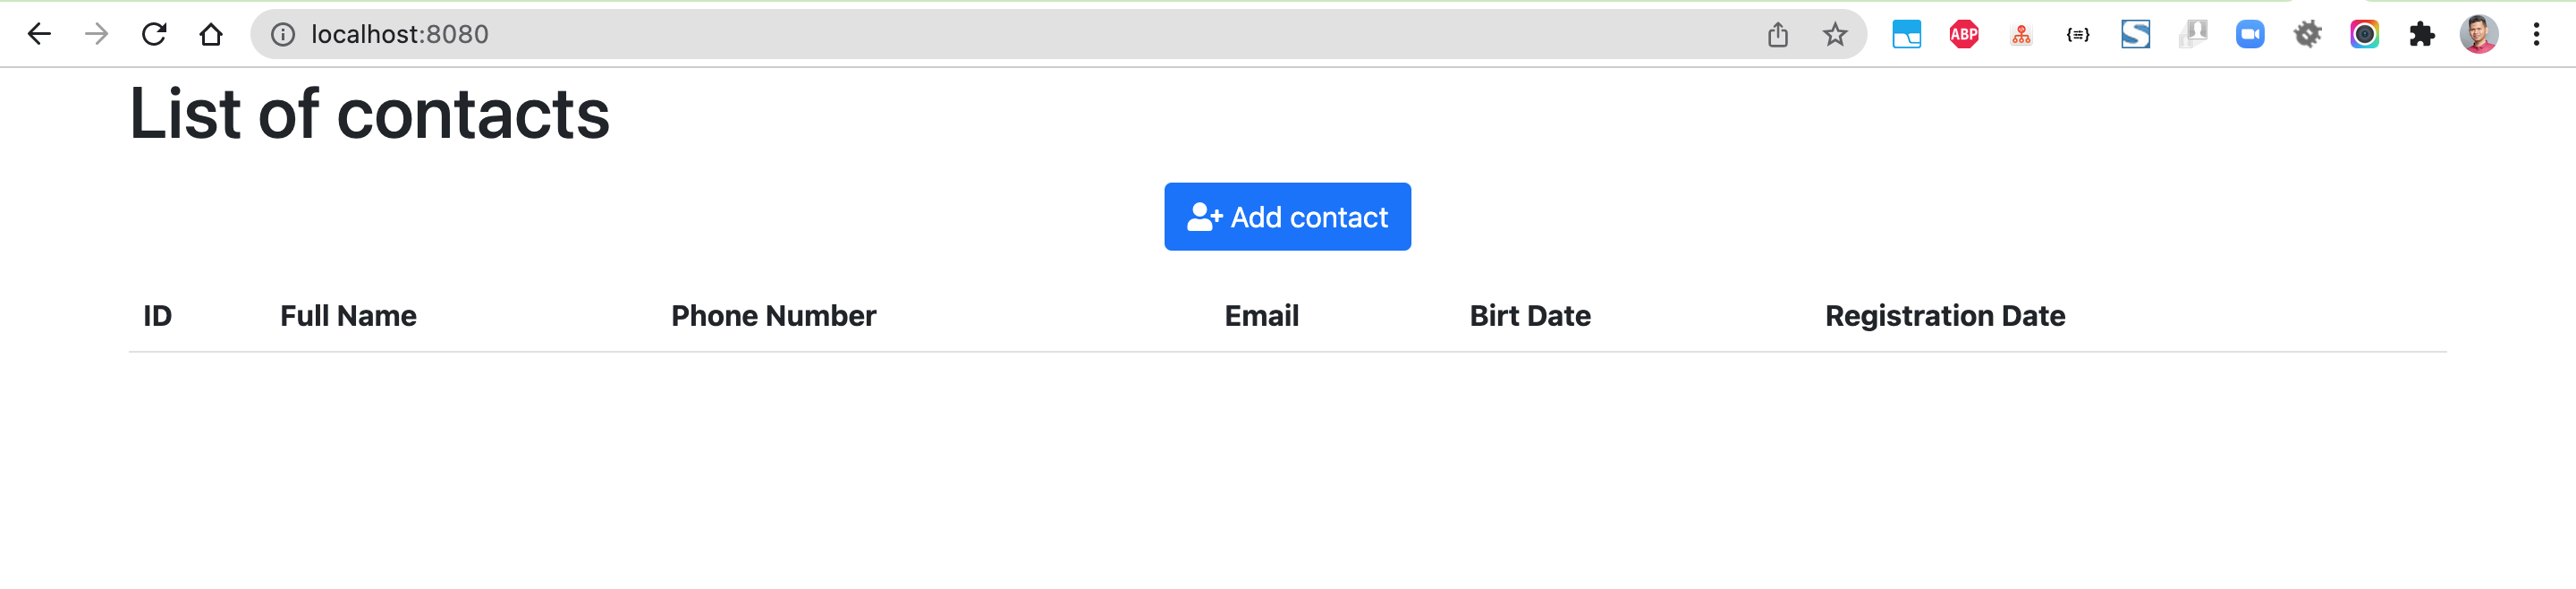 localhost:8080
ABP
List of contacts
Add contact
ID Full Name Phone Number Email Birt Date Registration Date